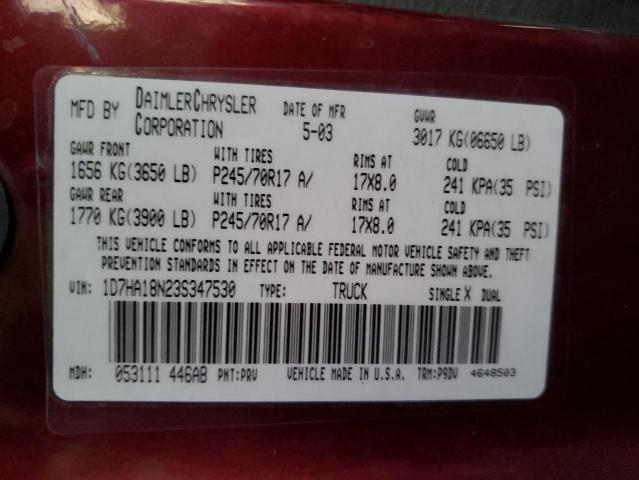 MFD BY DAIMLERCHRYSLER CORPORATION DATE OF MFR 5-03 GVWR 3017 KG(06650 LB)
GAWR FRONT WITH TIRES RIMS AT COLD
1656 KG(3650 LB) P245/70R17 A/ 17X8.0 241 KPA(35 PSI)
GAWR REAR WITH TIRES RIMS AT COLD
1770 KG(3900 LB) P245/70R17 A/ 17X8.0 241 KPA(35 PSI)
THIS VEHICLE CONFORMS TO ALL APPLICABLE FEDERAL MOTOR VEHICLE SAFETY AND THEFT
PREVENTION STANDARDS IN EFFECT ON THE DATE OF MANUFACTURE SHOWN ABOVE.
VIN: 1D7HA18N23S347530 TYPE: TRUCK SINGLE X DUAL
MDH: 053111 446AB PNT:PRV VEHICLE MADE IN U.S.A. TRM:P9DV 4648503